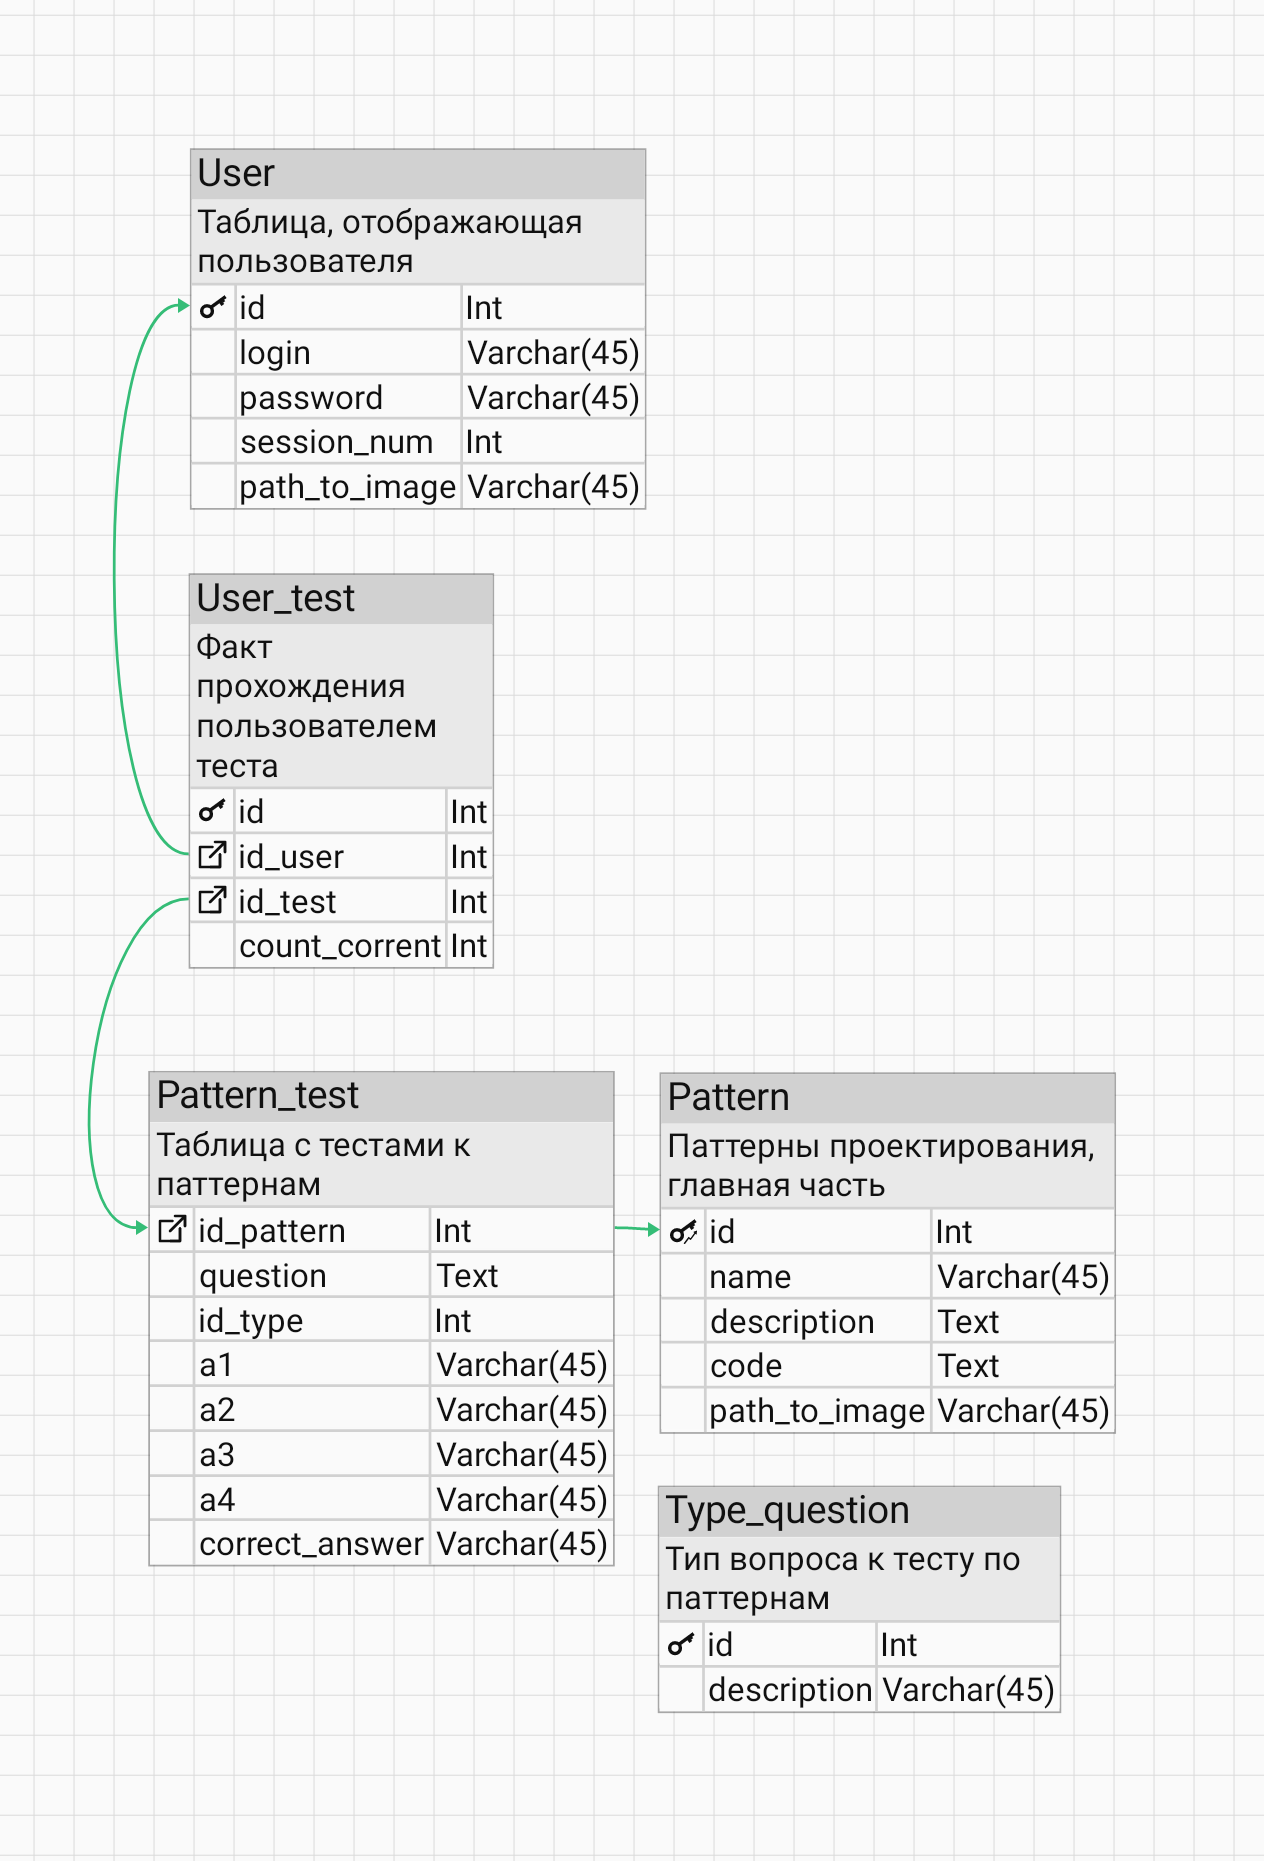 User
Таблица, отображающая
пользователя
id Int
login Varchar(45)
password Varchar(45)
session_num Int
path_to_image Varchar(45)
User_test
Факт
прохождения
пользователем
теста
id Int
id_user Int
id_test Int
count_corrent Int
Pattern_test
Таблица с тестами к
паттернам
id_pattern Int
question Text
id_type Int
a1 Varchar(45)
a2 Varchar(45)
a3 Varchar(45)
a4 Varchar(45)
correct_answer Varchar(45)
Pattern
Паттерны проектирования,
главная часть
id Int
name Varchar(45)
description Text
code Text
path_to_image Varchar(45)
Type_question
Тип вопроса к тесту по
паттернам
id Int
description Varchar(45)